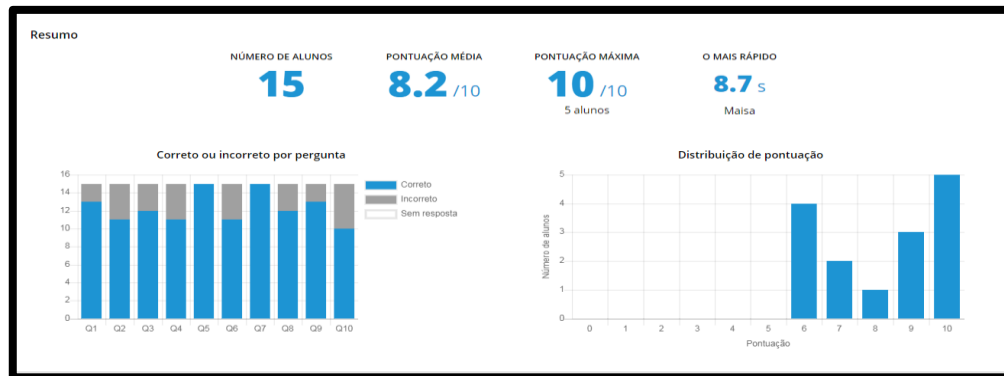 Resumo
NÚMERO DE ALUNOS
15
PONTUAÇÃO MÉDIA
8.2 /10
PONTUAÇÃO MÁXIMA
10 /10
5 alunos
O MAIS RÁPIDO
8.7 s
Maisa
Correto ou incorreto por pergunta
16
14
12
10
8
6
4
2
0
Q1 Q2 Q3 Q4 Q5 Q6 Q7 Q8 Q9 Q10
Correto
Incorreto
Sem resposta
Distribuição de pontuação
Número de alunos
5
4
3
2
1
0
0 1 2 3 4 5 6 7 8 9 10
Pontuação